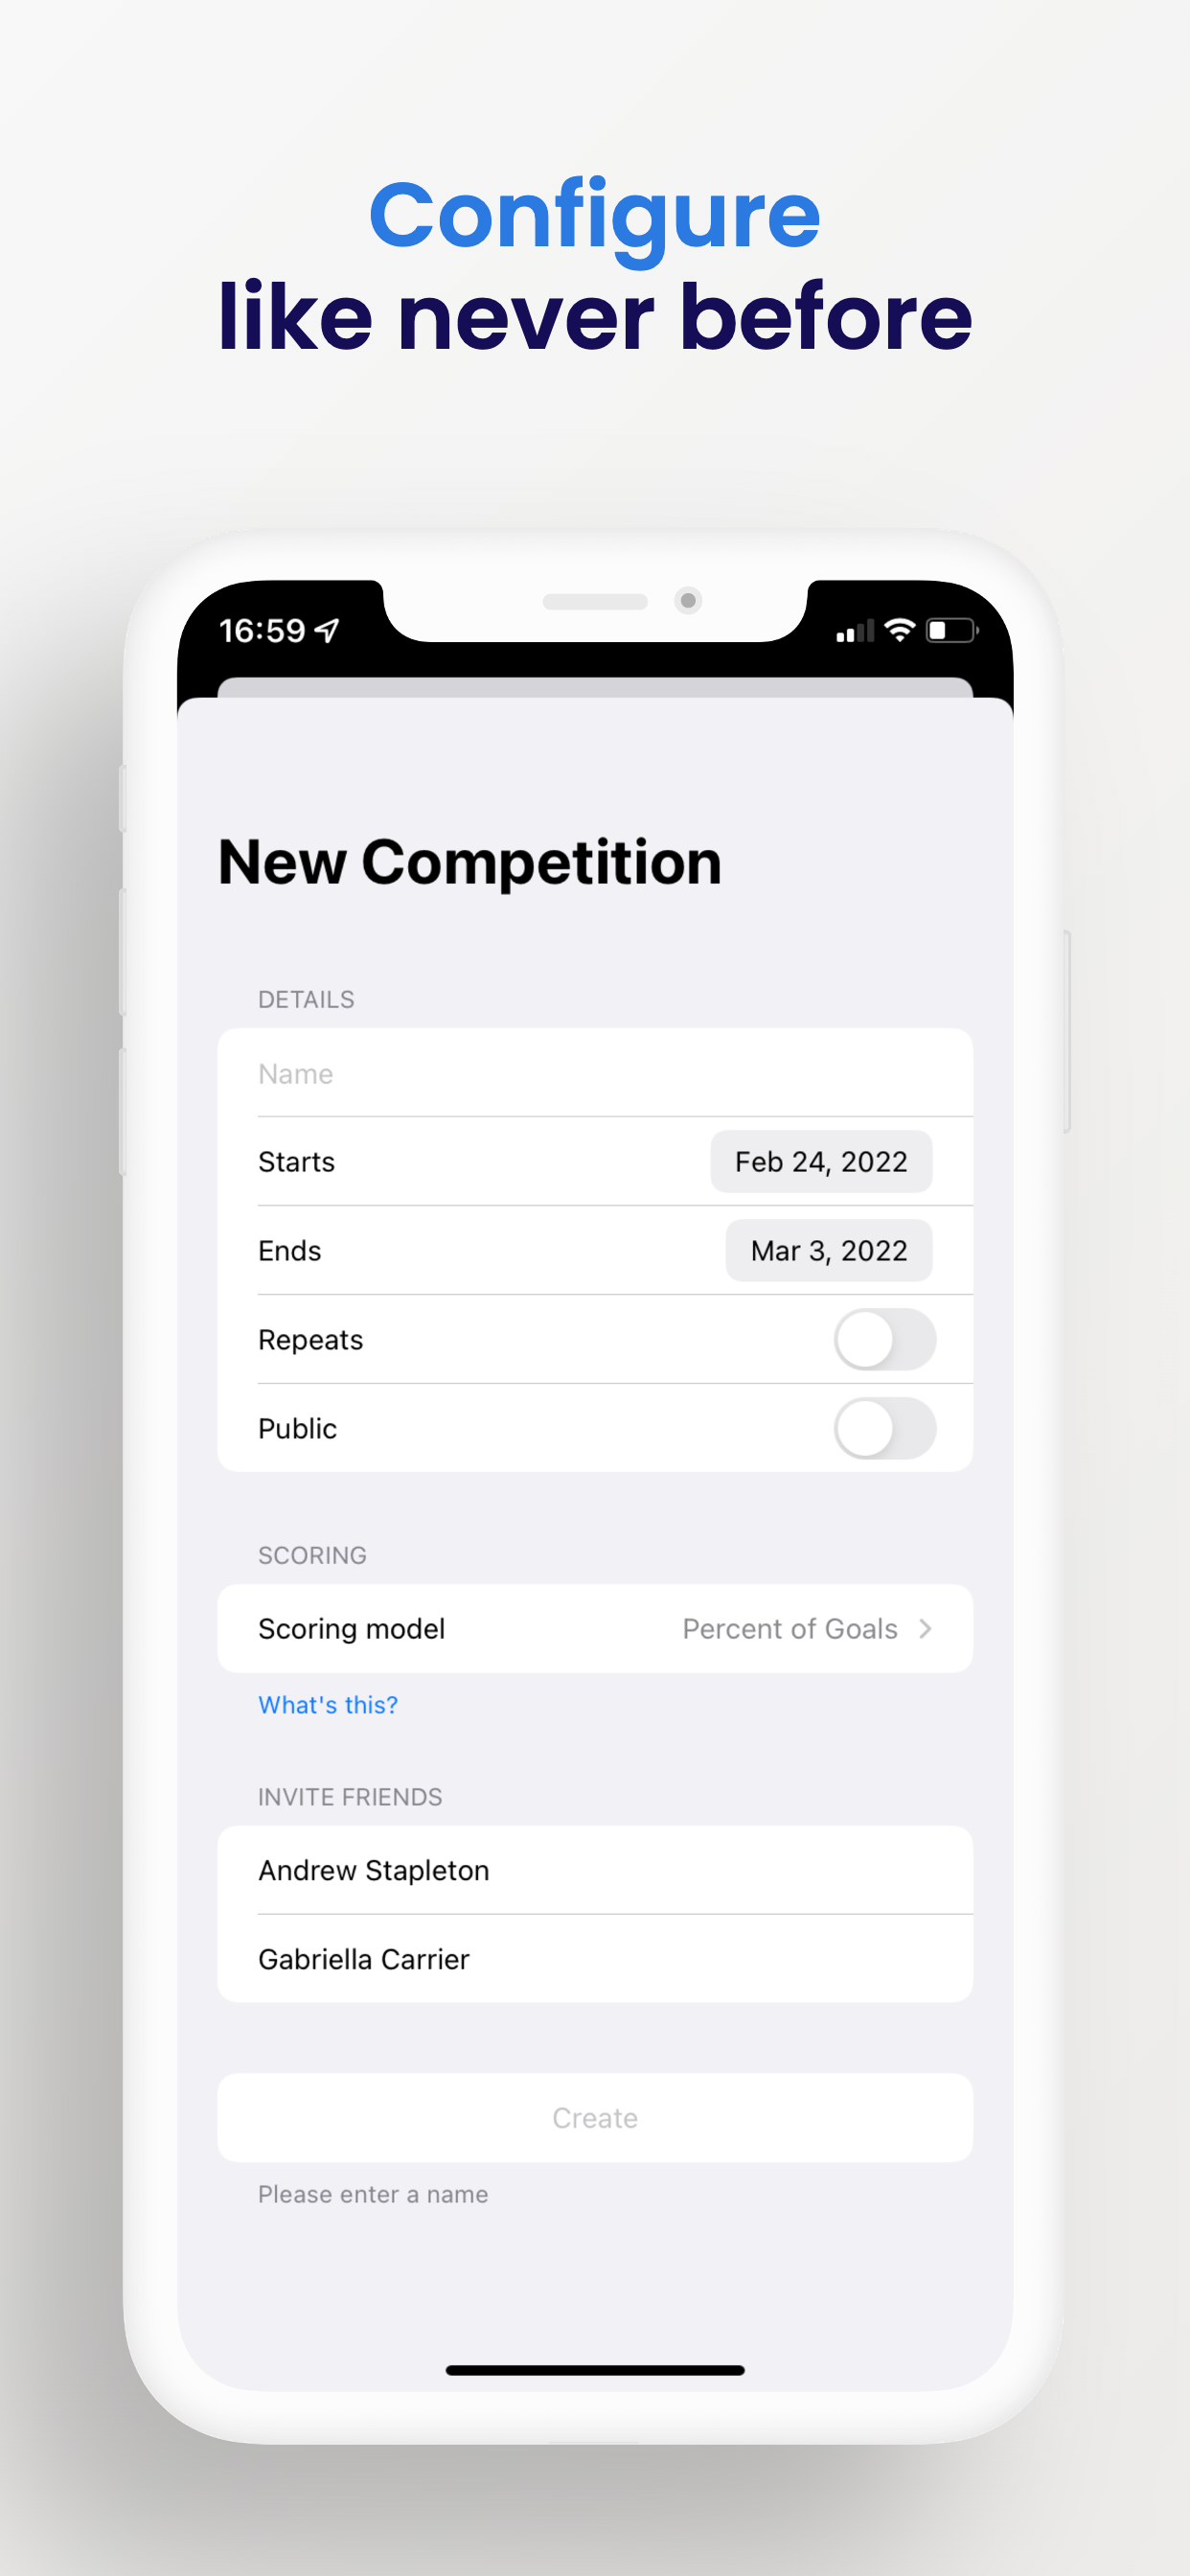 Configure
like never before
16:59
New Competition
DETAILS
Name
Starts Feb 24, 2022
Ends Mar 3, 2022
Repeats
Public
SCORING
Scoring model Percent of Goals
What's this?
INVITE FRIENDS
Andrew Stapleton
Gabriella Carrier
Create
Please enter a name